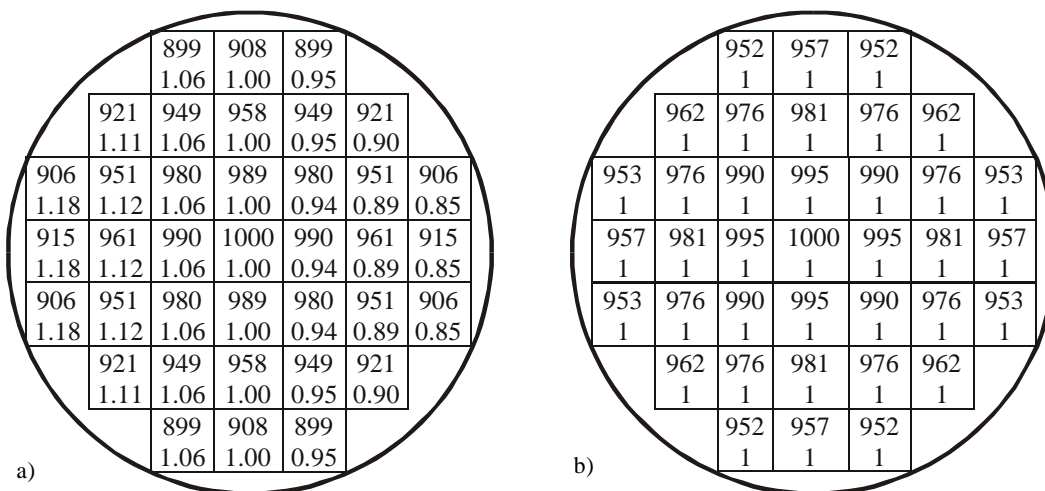 899 908 899
1.06 1.00 0.95
921 949 958 949 921
1.11 1.06 1.00 0.95 0.90
906 951 980 989 980 951 906
1.18 1.12 1.06 1.00 0.94 0.89 0.85
915 961 990 1000 990 961 915
1.18 1.12 1.06 1.00 0.94 0.89 0.85
906 951 980 989 980 951 906
1.18 1.12 1.06 1.00 0.94 0.89 0.85
921 949 958 949 921
1.11 1.06 1.00 0.95 0.90
899 908 899
1.06 1.00 0.95
a)
952 957 952
1 1 1
962 976 981 976 962
1 1 1 1 1
953 976 990 995 990 976 953
1 1 1 1 1 1 1
957 981 995 1000 995 981 957
1 1 1 1 1 1 1
953 976 990 995 990 976 953
1 1 1 1 1 1 1
962 976 981 976 962
1 1 1 1 1
952 957 952
1 1 1
b)